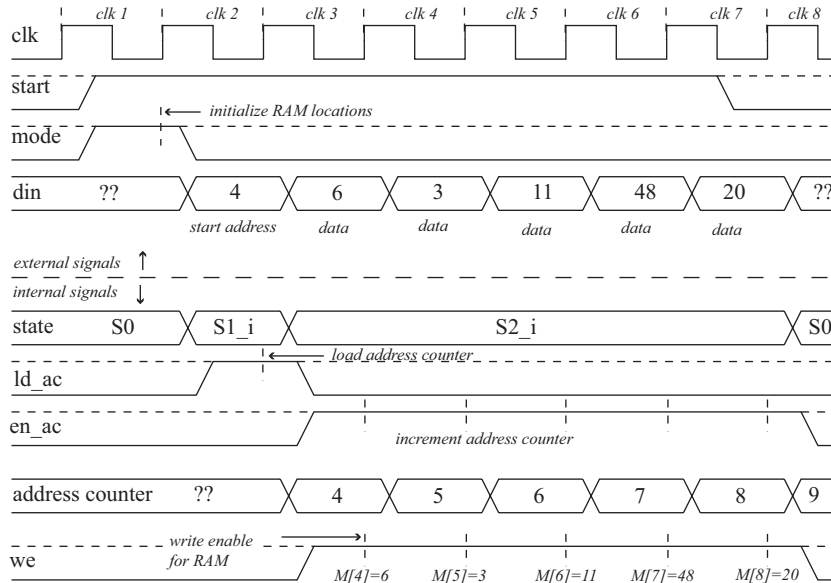 clk 1 clk 2 clk 3 clk 4 clk 5 clk 6 clk 7 clk 8
clk
start
initialize RAM locations
mode
din ?? 4 6 3 11 48 20 ??
start address data data data data data
external signals
internal signals
state S0 S1_i S2_i S0
load address counter
ld_ac
en_ac
increment address counter
address counter ?? 4 5 6 7 8 9
write enable
for RAM
we
M[4]=6 M[5]=3 M[6]=11 M[7]=48 M[8]=20